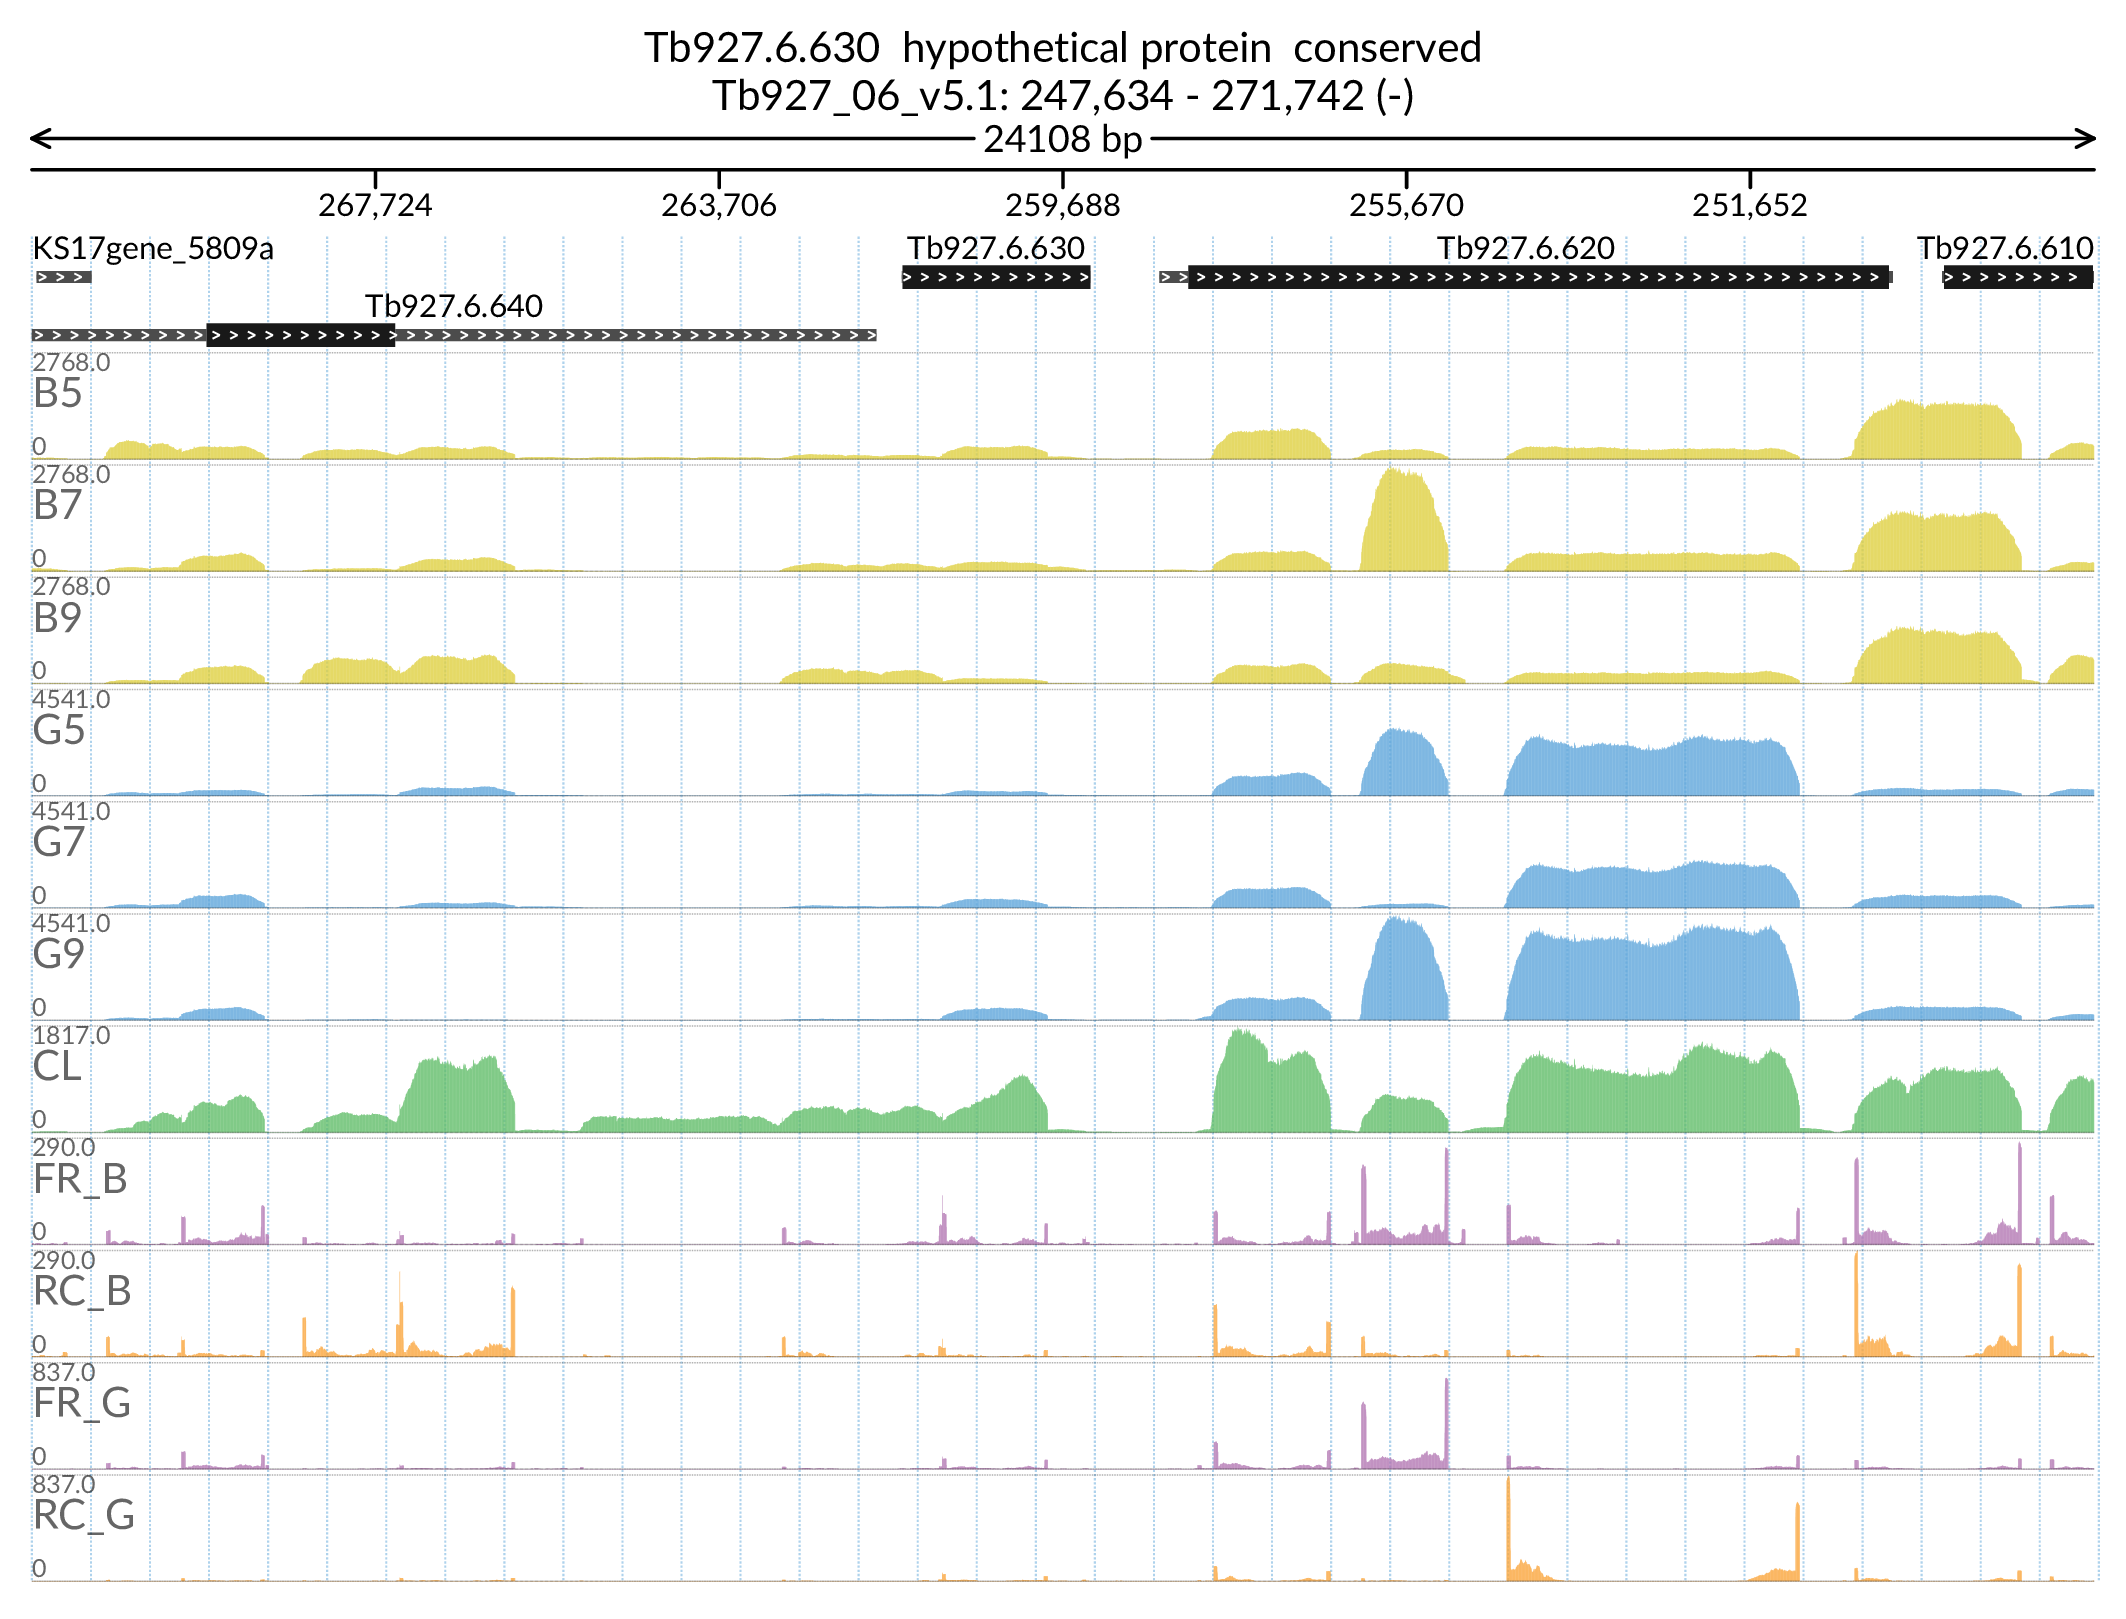 Tb927.6.630  hypothetical protein  conserved
Tb927_06_v5.1: 247,634 - 271,742 (-)
24108 bp
267,724 263,706 259,688 255,670 251,652
KS17gene_5809a Tb927.6.630 Tb927.6.620 Tb927.6.610
Tb927.6.640
2768.0
B5
0
2768.0
B7
0
2768.0
B9
0
4541.0
G5
0
4541.0
G7
0
4541.0
G9
0
1817.0
CL
0
290.0
FR_B
0
290.0
RC_B
0
837.0
FR_G
0
837.0
RC_G
0